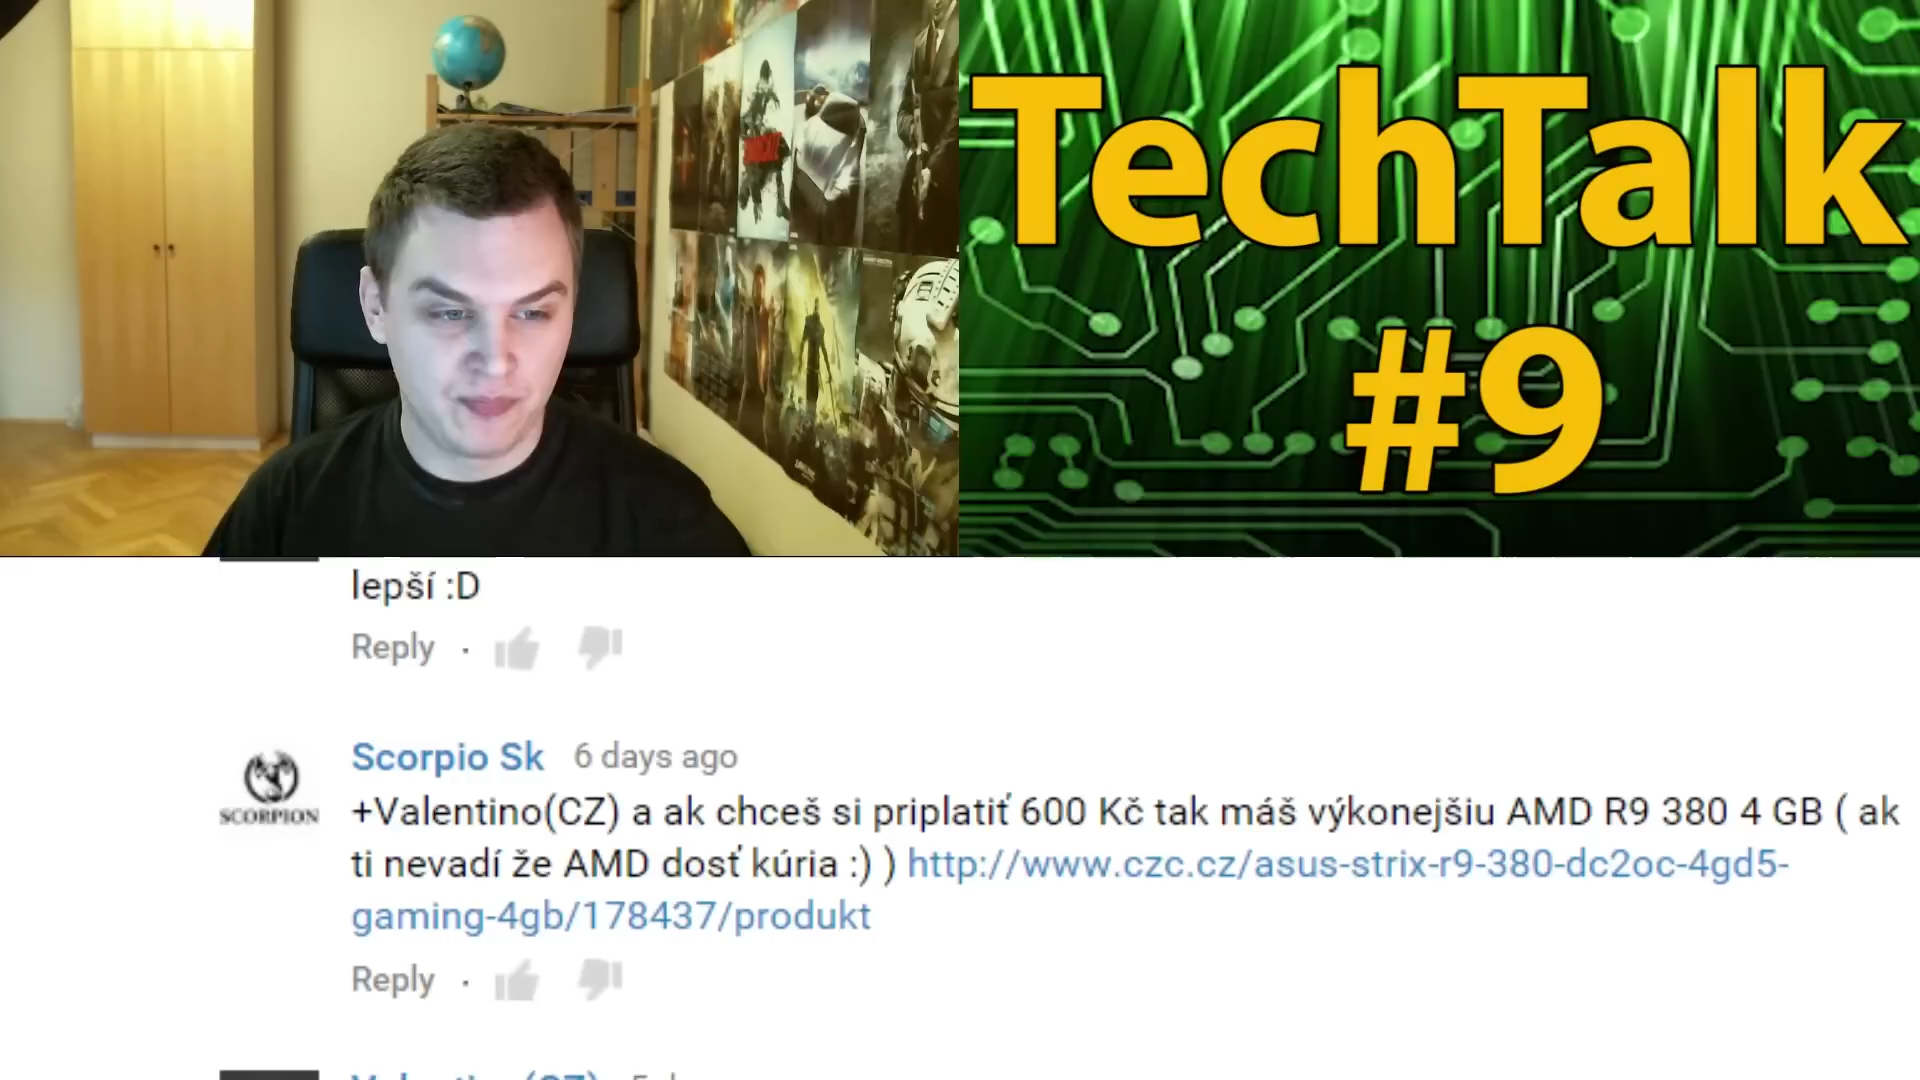 TechTalk
#9
lepší :D
Reply ·
Scorpio Sk 6 days ago
SCORPION
+Valentino(CZ) a ak chceš si priplatiť 600 Kč tak máš výkonejšiu AMD R9 380 4 GB ( ak
ti nevadí že AMD dosť kúria :) ) http://www.czc.cz/asus-strix-r9-380-dc2oc-4gd5-
gaming-4gb/178437/produkt
Reply ·